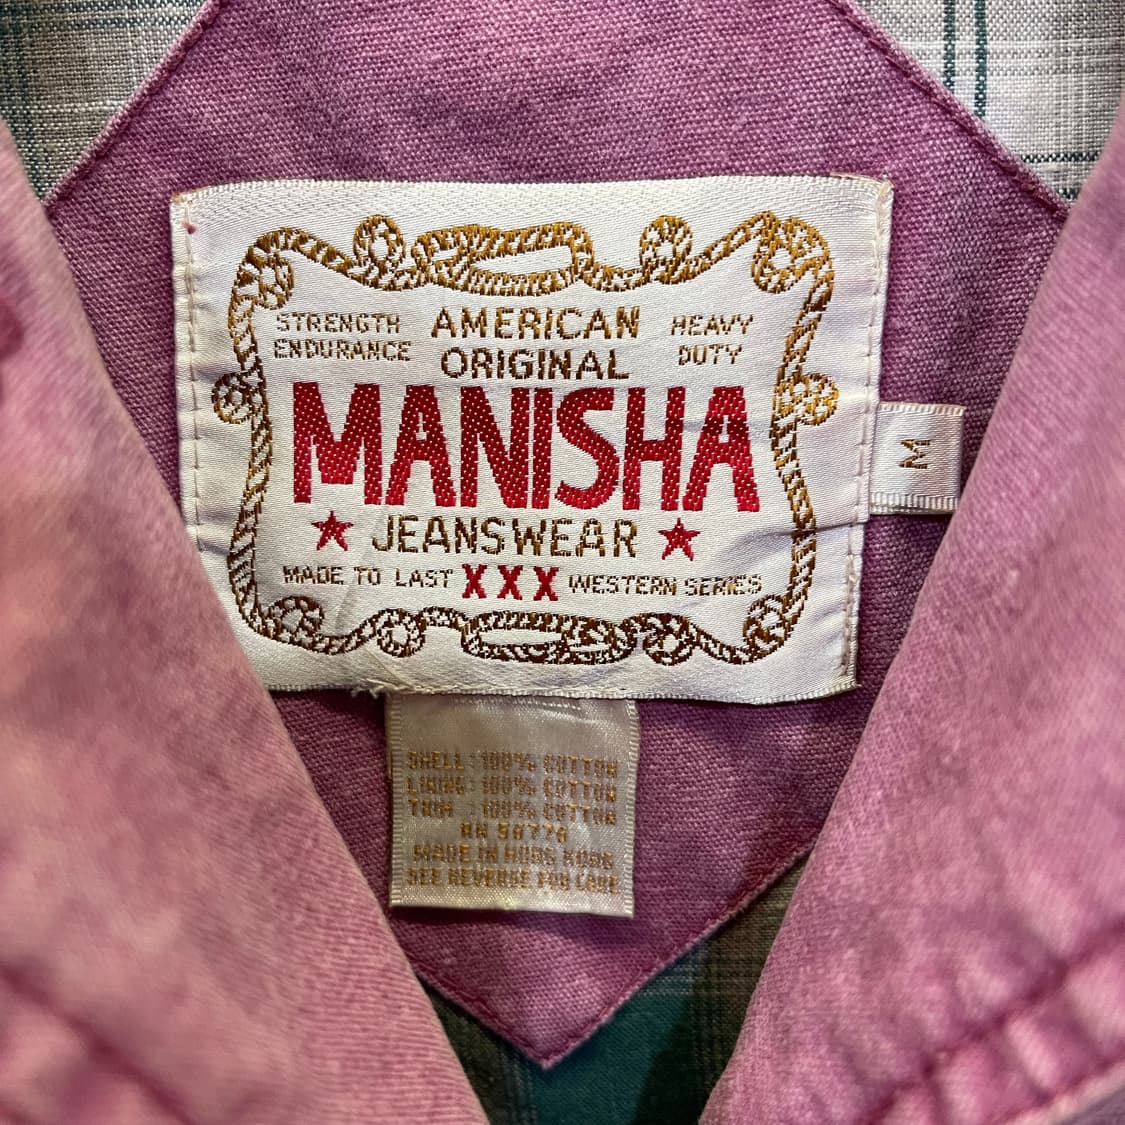 STRENGTH
ENDURANCE
AMERICAN
ORIGINAL
HEAVY
DUTY
MANISHA
JEANSWEAR
MADE TO LAST XXX WESTERN SERIES
M
SHELL : 100% COTTON
LINING : 100% COTTON
TRIM : 100% COTTON
RN
MADE IN HONG KONG
SEE REVERSE FOR CARE